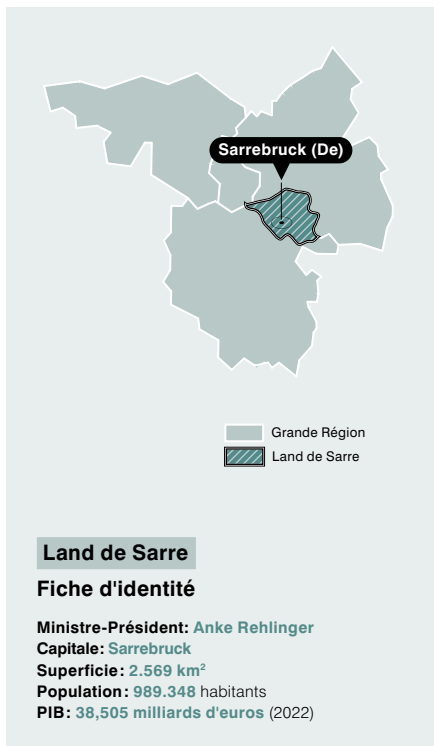 Sarrebruck (De)
Grande Région
Land de Sarre
Land de Sarre
Fiche d'identité
Ministre-Président: Anke Rehlinger
Capitale: Sarrebruck
Superficie: 2.569 km²
Population: 989.348 habitants
PIB: 38,505 milliards d'euros (2022)